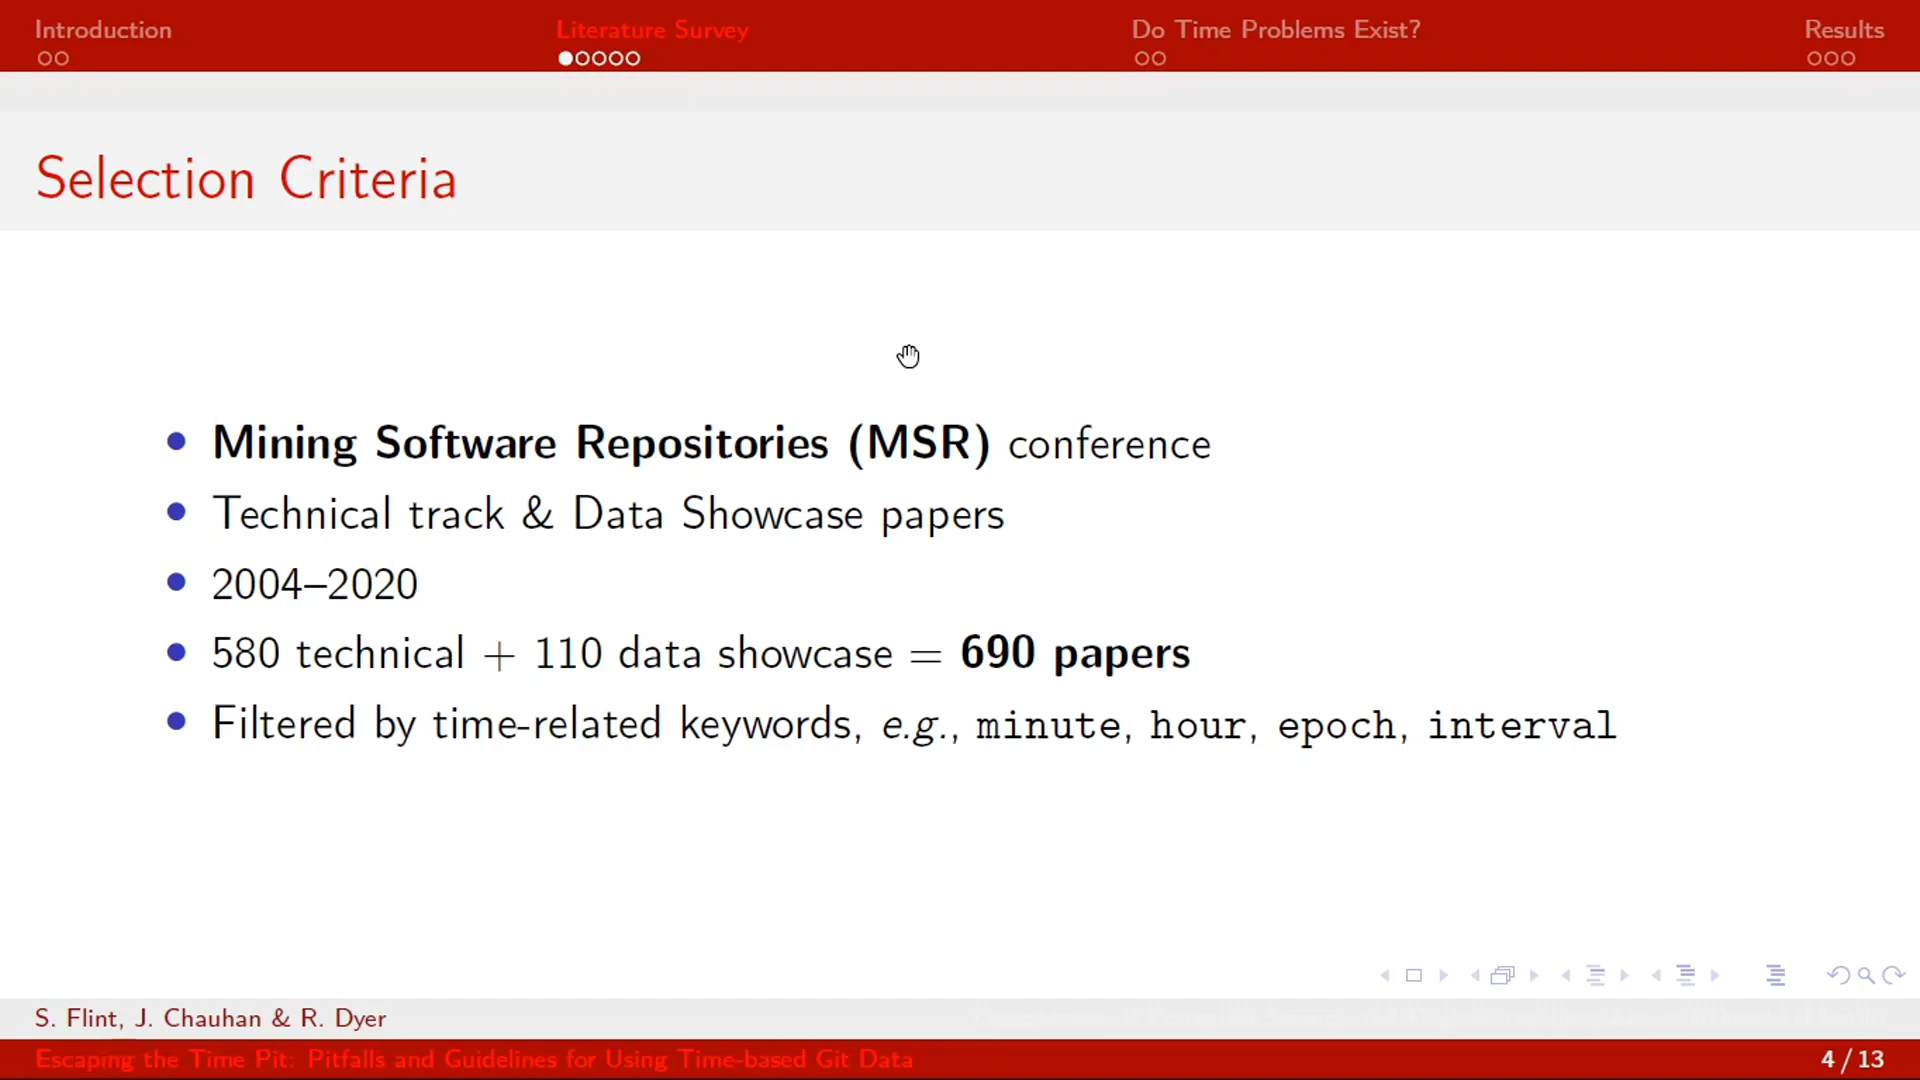 Introduction
Literature Survey
Do Time Problems Exist?
Results
Selection Criteria
• Mining Software Repositories (MSR) conference
• Technical track & Data Showcase papers
• 2004–2020
• 580 technical + 110 data showcase = 690 papers
• Filtered by time-related keywords, e.g., minute, hour, epoch, interval
S. Flint, J. Chauhan & R. Dyer
Escaping the Time Pit: Pitfalls and Guidelines for Using Time-based Git Data
4 / 13